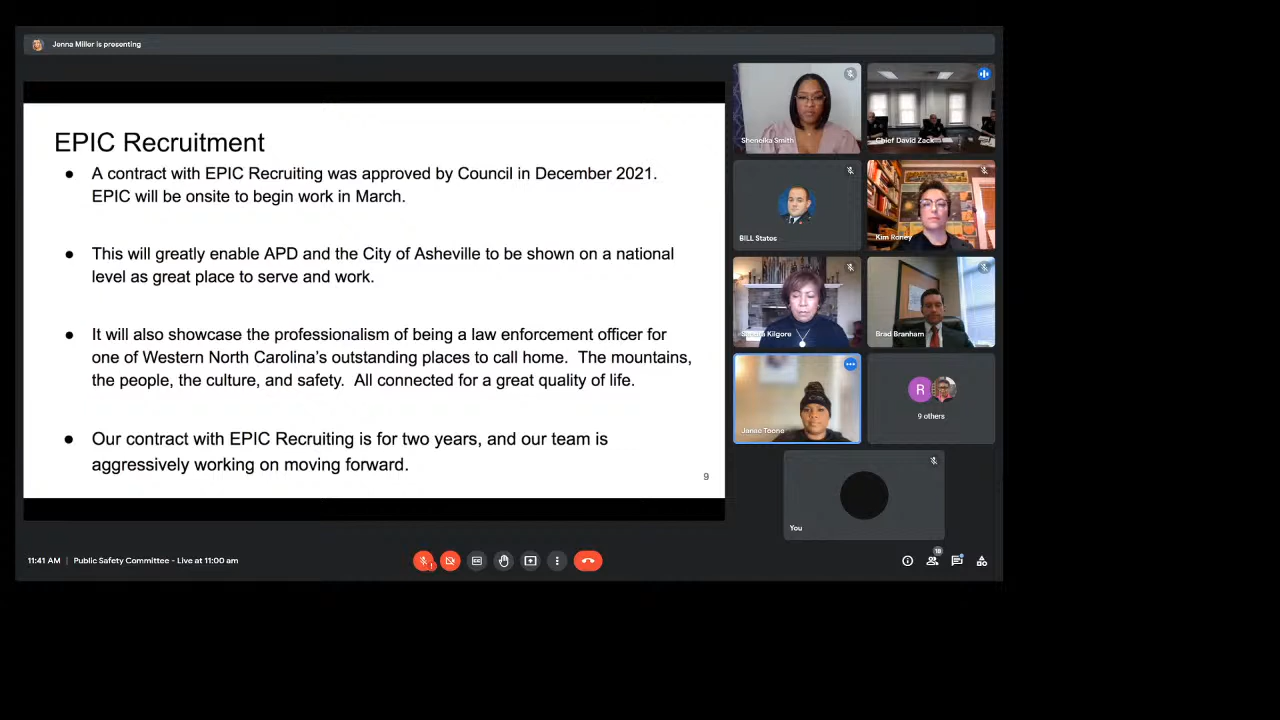 Jenna Miller is presenting
EPIC Recruitment
● A contract with EPIC Recruiting was approved by Council in December 2021.
EPIC will be onsite to begin work in March.
● This will greatly enable APD and the City of Asheville to be shown on a national
level as great place to serve and work.
● It will also showcase the professionalism of being a law enforcement officer for
one of Western North Carolina's outstanding places to call home. The mountains,
the people, the culture, and safety. All connected for a great quality of life.
● Our contract with EPIC Recruiting is for two years, and our team is
aggressively working on moving forward.
9
Sheneika Smith
Chief David Zack
BILL States
Kim Roney
Sandra Kilgore
Brad Branham
Janae Toono
R
9 others
You
11:41 AM | Public Safety Committee - Live at 11:00 am
18